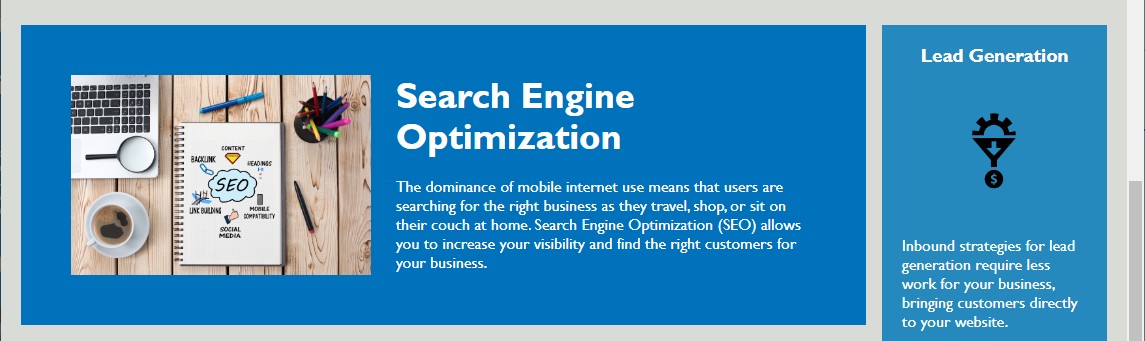 Search Engine
Optimization
The dominance of mobile internet use means that users are
searching for the right business as they travel, shop, or sit on
their couch at home. Search Engine Optimization (SEO) allows
you to increase your visibility and find the right customers for
your business.
CONTENT
BACKLINK
HEADINGS
SEO
LINK BUILDING
MOBILE
COMPATIBILITY
SOCIAL
MEDIA
Lead Generation
$
Inbound strategies for lead
generation require less
work for your business,
bringing customers directly
to your website.